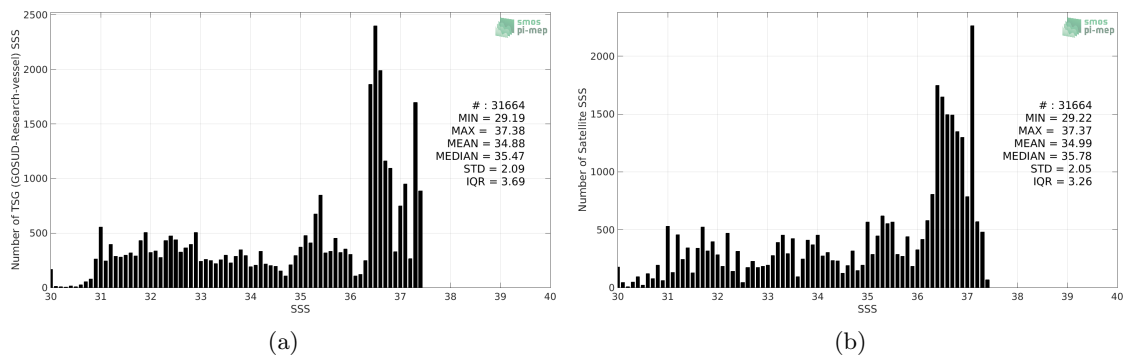 2500
2000
1500
1000
500
0
Number of TSG (GOSUD-Research-vessel) SSS
30 31 32 33 34 35 36 37 38 39 40
SSS
smos
pi-mep
# : 31664
MIN = 29.19
MAX = 37.38
MEAN = 34.88
MEDIAN = 35.47
STD = 2.09
IQR = 3.69
(a)
2000
1500
1000
500
0
Number of Satellite SSS
30 31 32 33 34 35 36 37 38 39 40
SSS
smos
pi-mep
# : 31664
MIN = 29.22
MAX = 37.37
MEAN = 34.99
MEDIAN = 35.78
STD = 2.05
IQR = 3.26
(b)